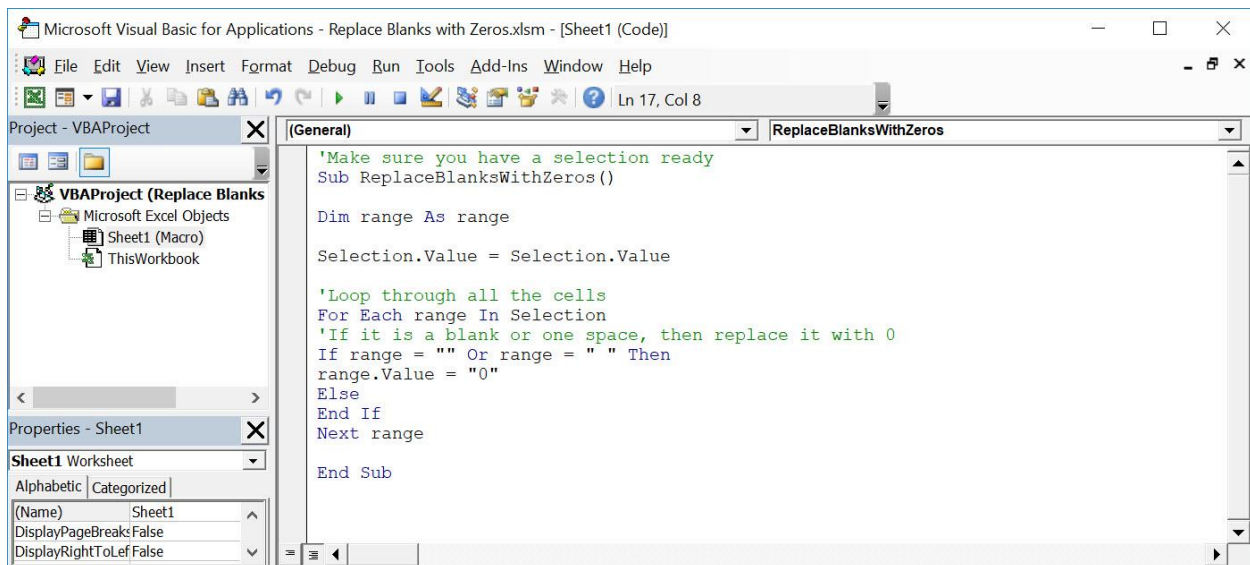 Microsoft Visual Basic for Applications - Replace Blanks with Zeros.xlsm - [Sheet1 (Code)]
File Edit View Insert Format Debug Run Tools Add-Ins Window Help
Ln 17, Col 8
Project - VBAProject
VBAProject (Replace Blanks
Microsoft Excel Objects
Sheet1 (Macro)
ThisWorkbook
Properties - Sheet1
Sheet1 Worksheet
Alphabetic Categorized
(Name) Sheet1
DisplayPageBreaks False
DisplayRightToLef False
(General) ReplaceBlanksWithZeros
'Make sure you have a selection ready
Sub ReplaceBlanksWithZeros()
Dim range As range
Selection.Value = Selection.Value
'Loop through all the cells
For Each range In Selection
'If it is a blank or one space, then replace it with 0
If range = "" Or range = " " Then
range.Value = "0"
Else
End If
Next range
End Sub